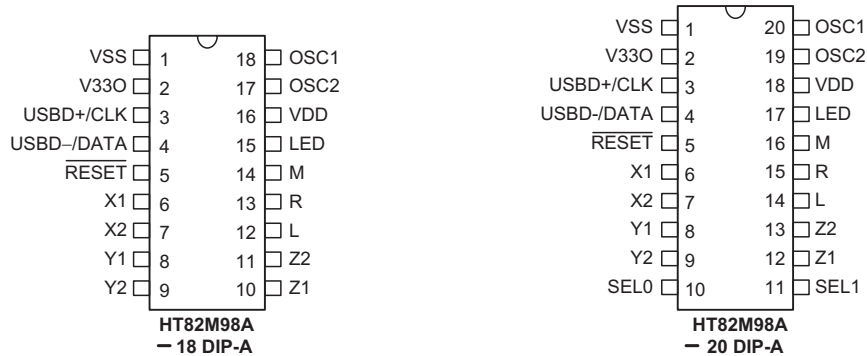 VSS 1 18 OSC1
V33O 2 17 OSC2
USBD+/CLK 3 16 VDD
USBD−/DATA 4 15 LED
RESET 5 14 M
X1 6 13 R
X2 7 12 L
Y1 8 11 Z2
Y2 9 10 Z1
HT82M98A
– 18 DIP-A
VSS 1 20 OSC1
V33O 2 19 OSC2
USBD+/CLK 3 18 VDD
USBD-/DATA 4 17 LED
RESET 5 16 M
X1 6 15 R
X2 7 14 L
Y1 8 13 Z2
Y2 9 12 Z1
SEL0 10 11 SEL1
HT82M98A
– 20 DIP-A